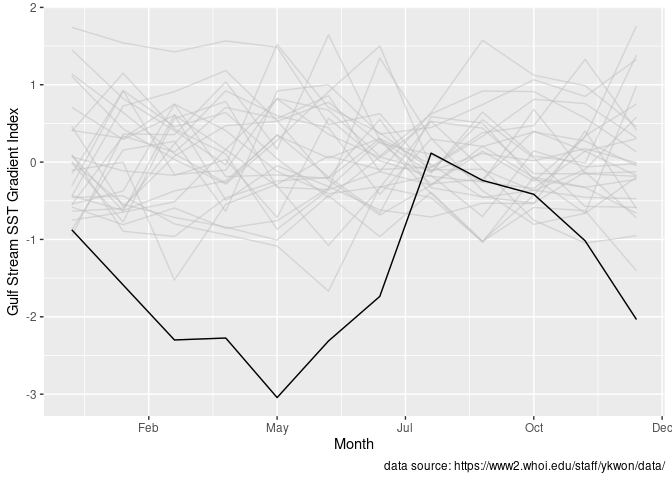 2
1
0
-1
-2
-3
Gulf Stream SST Gradient Index
Feb
May
Jul
Oct
Dec
Month
data source: https://www2.whoi.edu/staff/ykwon/data/